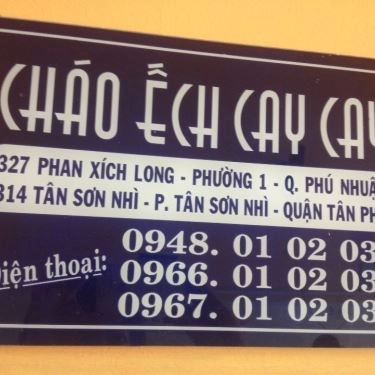 CHÁO ẾCH CAY CAY
327 PHAN XÍCH LONG - PHƯỜNG 1 - Q. PHÚ NHUẬ
314 TÂN SƠN NHÌ - P. TÂN SƠN NHÌ - QUẬN TÂN PH
Điện thoại:
0948. 01 02 03
0966. 01 02 03
0967. 01 02 03